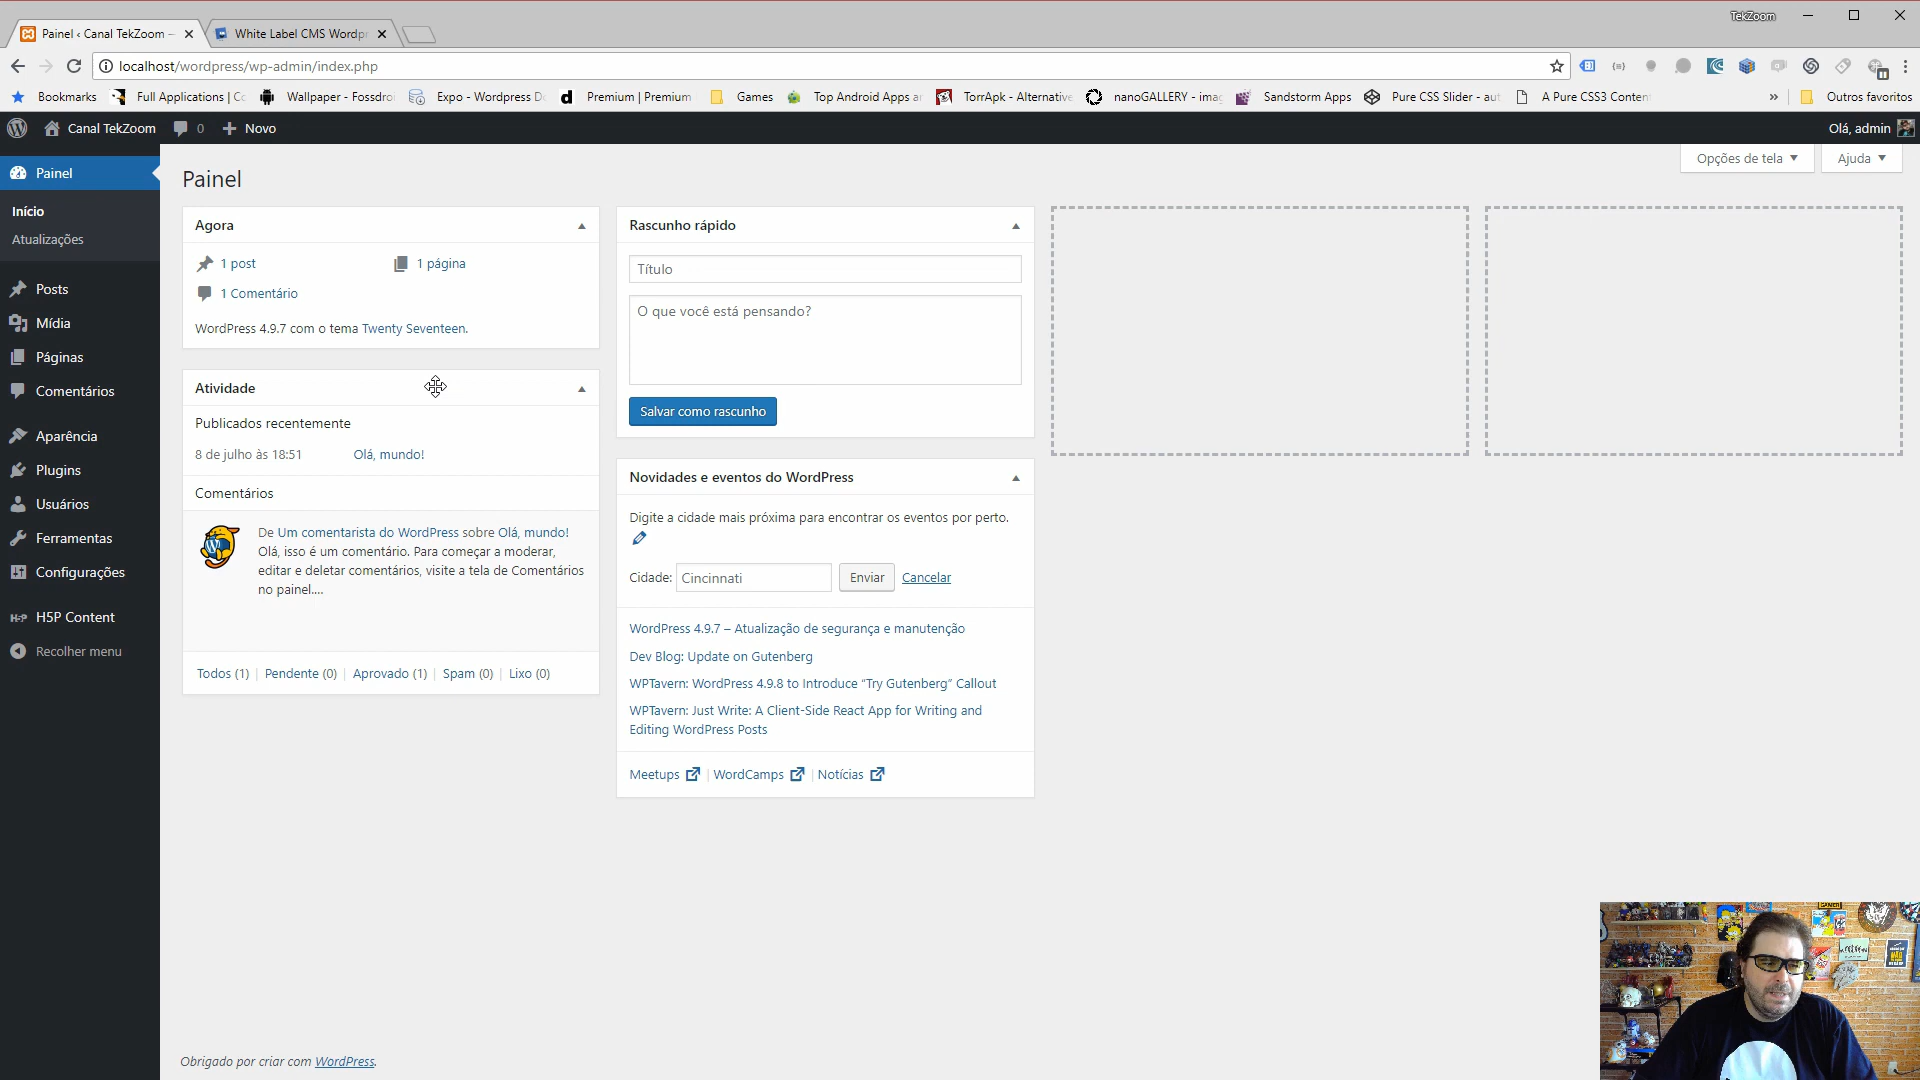 TekZoom
Painel ‹ Canal TekZoom —
White Label CMS Wordpr
localhost/wordpress/wp-admin/index.php
Bookmarks
Full Applications | Co
Wallpaper - Fossdroi
Expo - Wordpress De
Premium | Premium
Games
Top Android Apps a
TorrApk - Alternative
nanoGALLERY - imag
Sandstorm Apps
Pure CSS Slider - aut
A Pure CSS3 Conten
»
Outros favoritos
Canal TekZoom
0
Novo
Olá, admin
Opções de tela
Ajuda
Painel
Início
Atualizações
Posts
Mídia
Páginas
Comentários
Aparência
Plugins
Usuários
Ferramentas
Configurações
H5P Content
Recolher menu
Painel
Agora
1 post
1 página
1 Comentário
WordPress 4.9.7 com o tema Twenty Seventeen.
Atividade
Publicados recentemente
8 de julho às 18:51
Olá, mundo!
Comentários
De Um comentarista do WordPress sobre Olá, mundo!
Olá, isso é um comentário. Para começar a moderar,
editar e deletar comentários, visite a tela de Comentários
no painel.…
Todos (1) | Pendente (0) | Aprovado (1) | Spam (0) | Lixo (0)
Rascunho rápido
Título
O que você está pensando?
Salvar como rascunho
Novidades e eventos do WordPress
Digite a cidade mais próxima para encontrar os eventos por perto.
Cidade: Cincinnati Enviar Cancelar
WordPress 4.9.7 – Atualização de segurança e manutenção
Dev Blog: Update on Gutenberg
WPTavern: WordPress 4.9.8 to Introduce “Try Gutenberg” Callout
WPTavern: Just Write: A Client-Side React App for Writing and
Editing WordPress Posts
Meetups | WordCamps | Notícias
Obrigado por criar com WordPress.